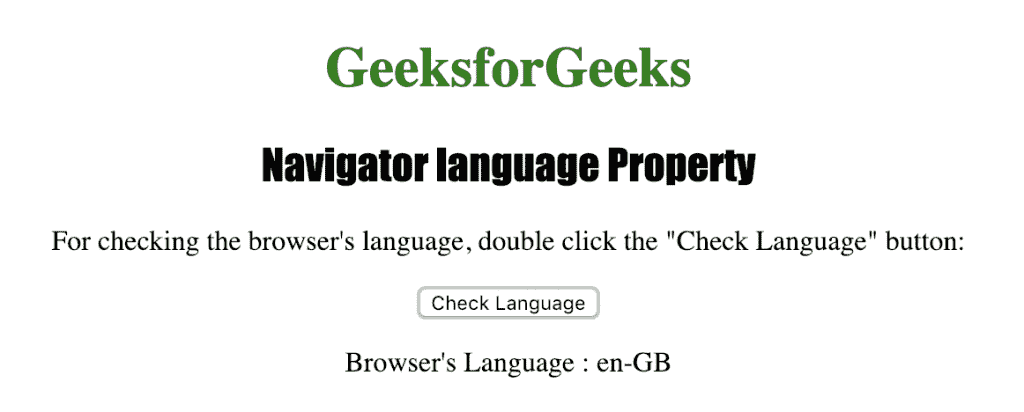 GeeksforGeeks
Navigator language Property
For checking the browser's language, double click the "Check Language" button:
Check Language
Browser's Language : en-GB